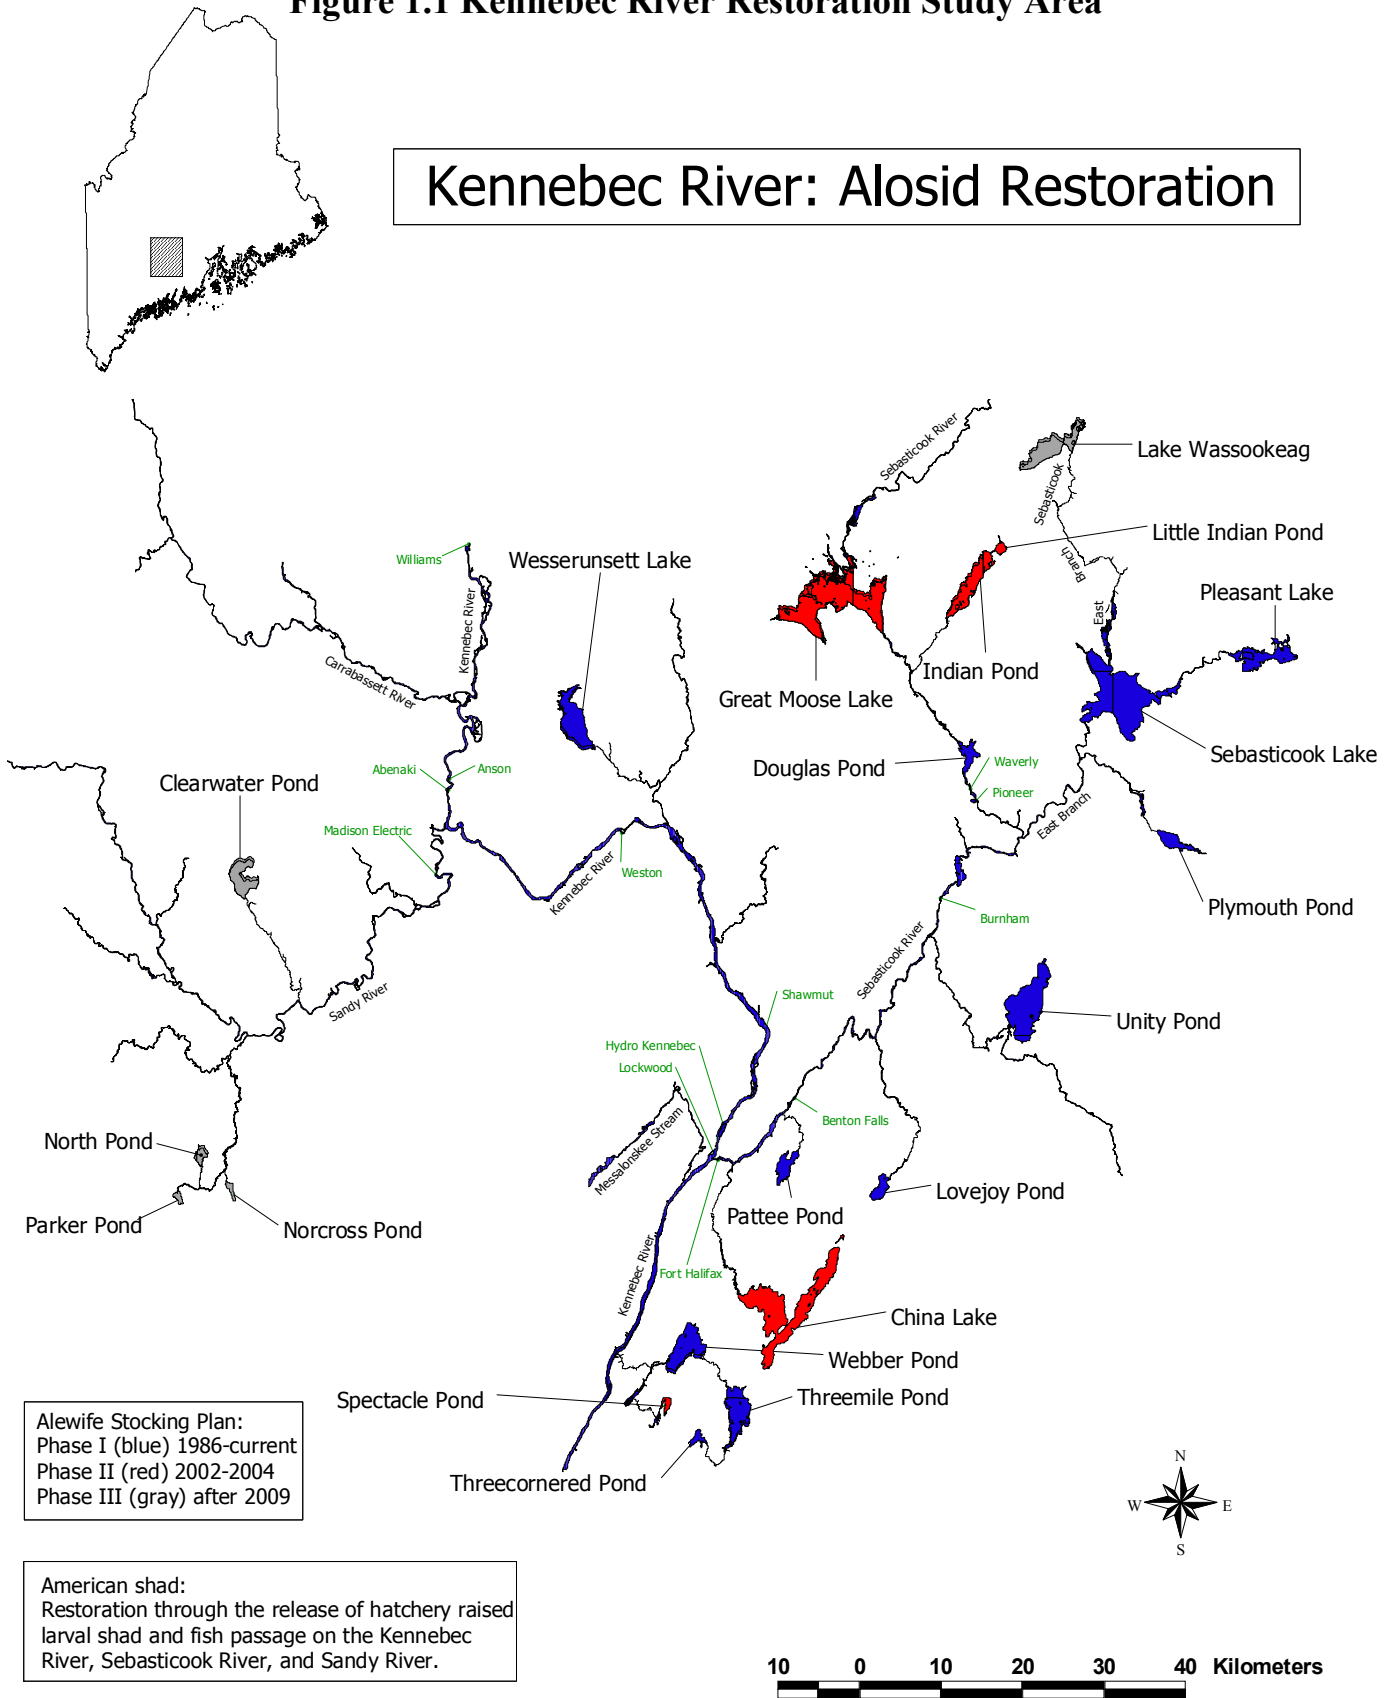 Figure 1.1 Kennebec River Restoration Study Area
Kennebec River: Alosid Restoration
Sebasticook River
Lake Wassookeag
Sebasticook
Little Indian Pond
Williams
Wesserunsett Lake
Branch
Pleasant Lake
Kennebec River
East
Carrabassett River
Indian Pond
Great Moose Lake
Sebasticook Lake
Douglas Pond
Waverly
Abenaki
Anson
Clearwater Pond
Pioneer
East Branch
Madison Electric
Weston
Kennebec River
Plymouth Pond
Burnham
Sebasticook River
Sandy River
Shawmut
Unity Pond
Hydro Kennebec
Lockwood
Benton Falls
Messalonskee Stream
North Pond
Lovejoy Pond
Parker Pond
Norcross Pond
Pattee Pond
Kennebec River
Fort Halifax
China Lake
Webber Pond
Spectacle Pond
Threemile Pond
Threecornered Pond
Alewife Stocking Plan:
Phase I (blue) 1986-current
Phase II (red) 2002-2004
Phase III (gray) after 2009
N
W
E
S
American shad:
Restoration through the release of hatchery raised
larval shad and fish passage on the Kennebec
River, Sebasticook River, and Sandy River.
10 0 10 20 30 40 Kilometers